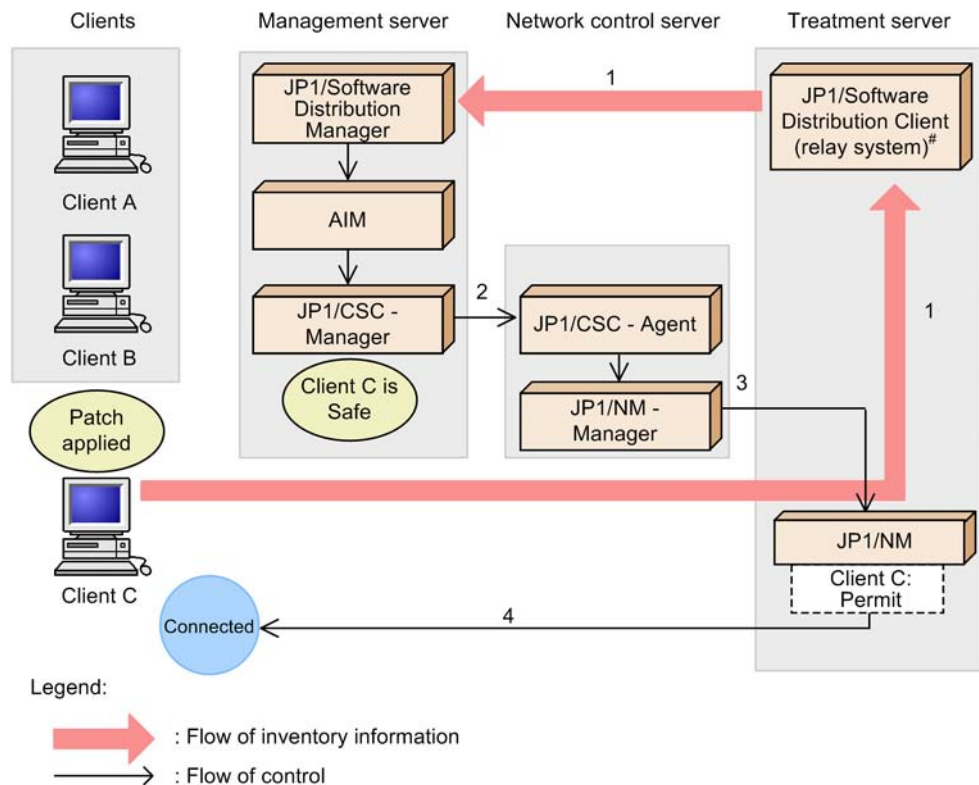 Clients
Management server
Network control server
Treatment server
JP1/Software
Distribution
Manager
1
JP1/Software
Distribution Client
(relay system)#
Client A
AIM
Client B
JP1/CSC -
Manager
2
JP1/CSC - Agent
1
Client C is
Safe
JP1/NM -
Manager
3
Patch
applied
Client C
JP1/NM
Client C:
Permit
Connected
4
Legend:
: Flow of inventory information
: Flow of control